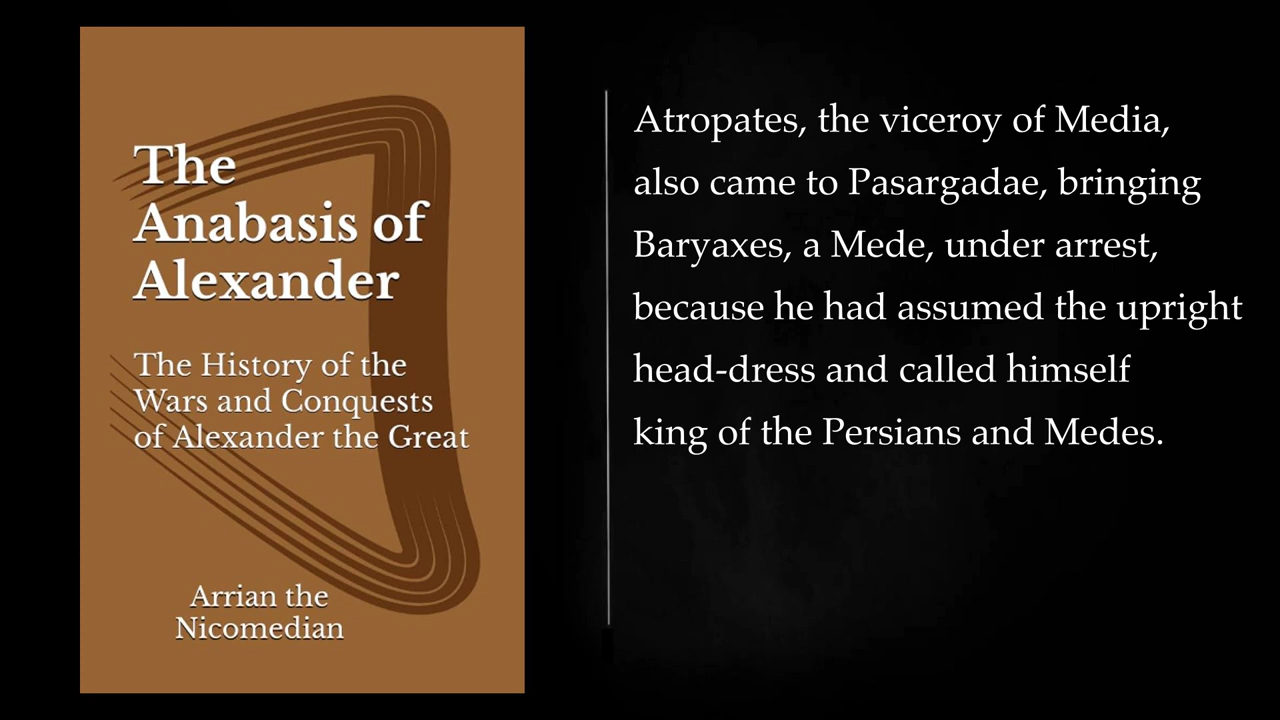 The
Anabasis of
Alexander
The History of the
Wars and Conquests
of Alexander the Great
Arrian the
Nicomedian
Atropates, the viceroy of Media,
also came to Pasargadae, bringing
Baryaxes, a Mede, under arrest,
because he had assumed the upright
head-dress and called himself
king of the Persians and Medes.